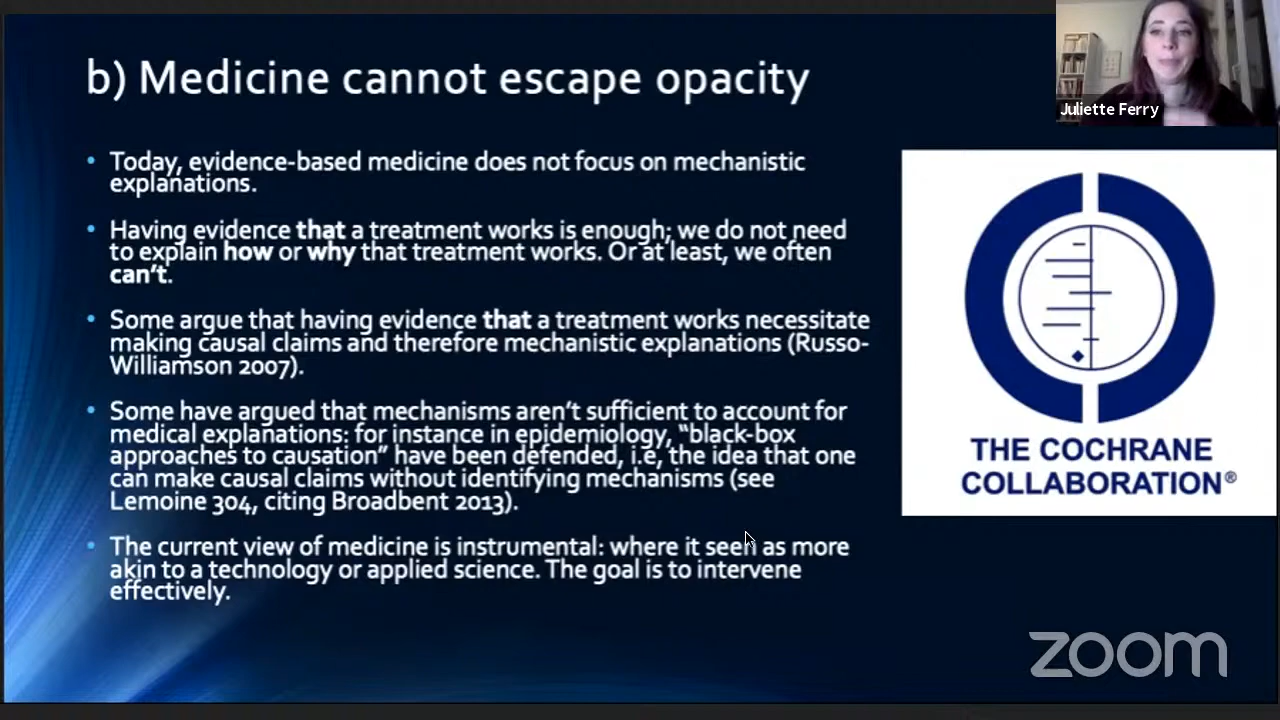 b) Medicine cannot escape opacity
Juliette Ferry
• Today, evidence-based medicine does not focus on mechanistic
explanations.
• Having evidence that a treatment works is enough; we do not need
to explain how or why that treatment works. Or at least, we often
can't.
• Some argue that having evidence that a treatment works necessitate
making causal claims and therefore mechanistic explanations (Russo-
Williamson 2007).
• Some have argued that mechanisms aren't sufficient to account for
medical explanations: for instance in epidemiology, "black-box
approaches to causation" have been defended, i.e, the idea that one
can make causal claims without identifying mechanisms (see
Lemoine 304, citing Broadbent 2013).
• The current view of medicine is instrumental: where it seen as more
akin to a technology or applied science. The goal is to intervene
effectively.
THE COCHRANE
COLLABORATION®
zoom